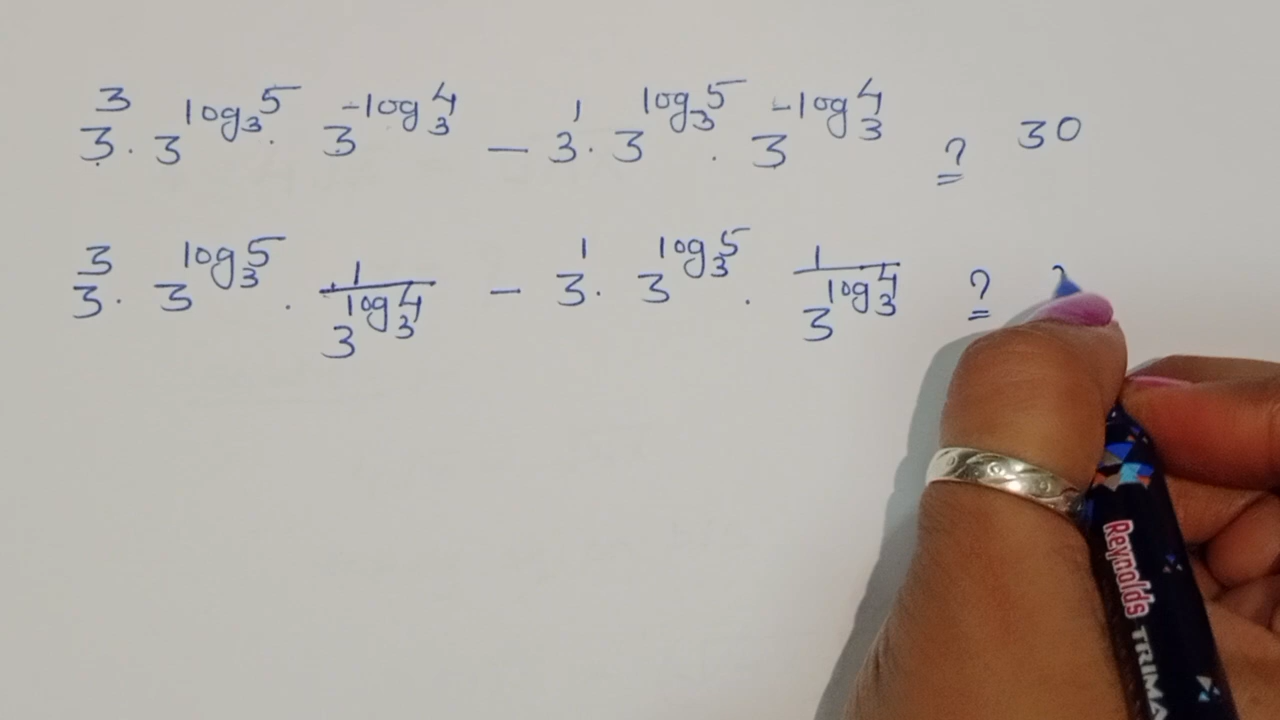 3³ · 3^(log₃5) · 3^(-log₃4) - 3¹ · 3^(log₃5) · 3^(-log₃4) ≟ 30
3³ · 3^(log₃5) · 1/3^(log₃4) - 3¹ · 3^(log₃5) · 1/3^(log₃4) ≟
Reynolds TRIMA